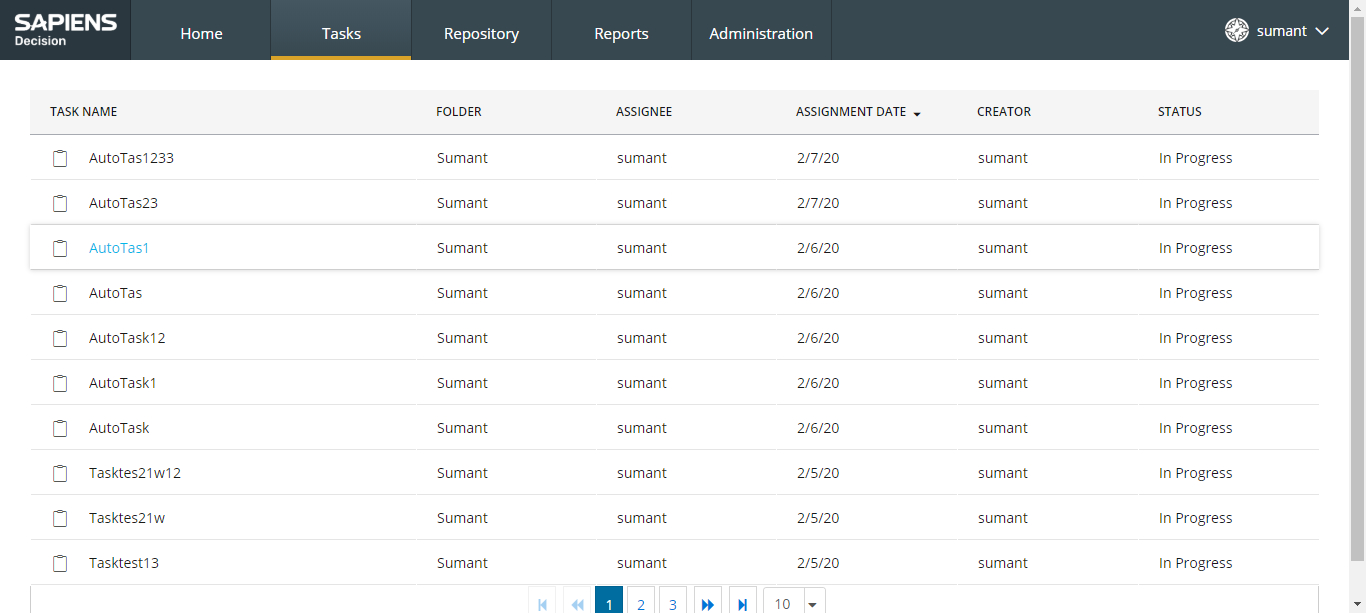 SAPIENS
Decision
Home Tasks Repository Reports Administration sumant
TASK NAME FOLDER ASSIGNEE ASSIGNMENT DATE CREATOR STATUS
AutoTas1233 Sumant sumant 2/7/20 sumant In Progress
AutoTas23 Sumant sumant 2/7/20 sumant In Progress
AutoTas1 Sumant sumant 2/6/20 sumant In Progress
AutoTas Sumant sumant 2/6/20 sumant In Progress
AutoTask12 Sumant sumant 2/6/20 sumant In Progress
AutoTask1 Sumant sumant 2/6/20 sumant In Progress
AutoTask Sumant sumant 2/6/20 sumant In Progress
Tasktes21w12 Sumant sumant 2/5/20 sumant In Progress
Tasktes21w Sumant sumant 2/5/20 sumant In Progress
Tasktest13 Sumant sumant 2/5/20 sumant In Progress
1 2 3 10